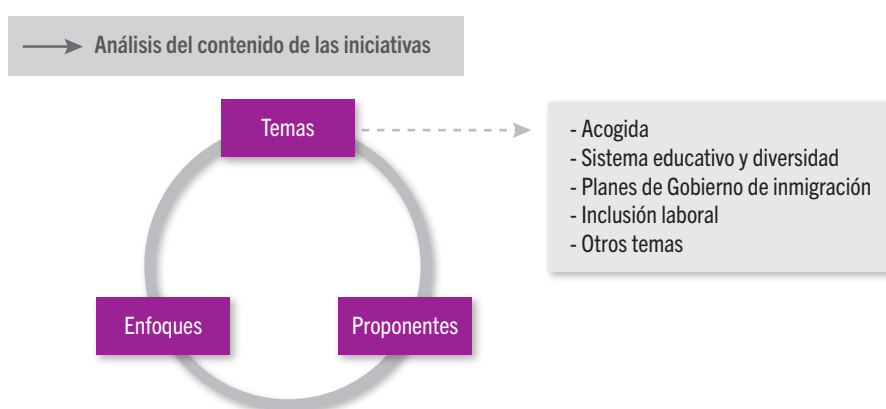 Análisis del contenido de las iniciativas
Temas
- Acogida
- Sistema educativo y diversidad
- Planes de Gobierno de inmigración
- Inclusión laboral
- Otros temas
Enfoques
Proponentes